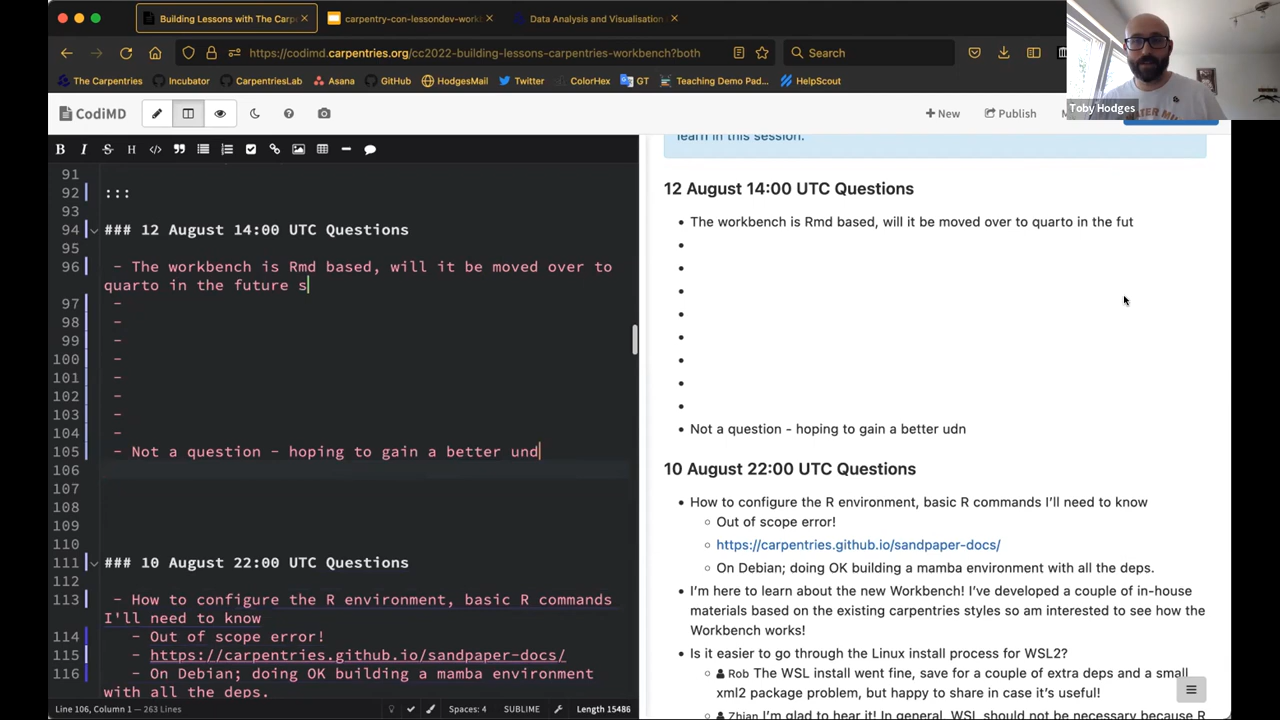 Building Lessons with The Carp
carpentry-con-lessondev-work
Data Analysis and Visualisation
https://codimd.carpentries.org/cc2022-building-lessons-carpentries-workbench?both
Search
The Carpentries
Incubator
CarpentriesLab
Asana
GitHub
HodgesMail
Twitter
ColorHex
GT
Teaching Demo Pad...
HelpScout
Toby Hodges
CodiMD
New
Publish
91
92 :::
93
94 ### 12 August 14:00 UTC Questions
95
96 - The workbench is Rmd based, will it be moved over to
quarto in the future s
97 -
98 -
99 -
100 -
101 -
102 -
103 -
104 -
105 - Not a question - hoping to gain a better und
106
107
108
109
110
111 ### 10 August 22:00 UTC Questions
112
113 - How to configure the R environment, basic R commands
I'll need to know
114 - Out of scope error!
115 - https://carpentries.github.io/sandpaper-docs/
116 - On Debian; doing OK building a mamba environment
with all the deps.
Line 106, Column 1 — 263 Lines
Spaces: 4
SUBLIME
Length 15486
learn in this session.
12 August 14:00 UTC Questions
• The workbench is Rmd based, will it be moved over to quarto in the fut
•
•
•
•
•
•
•
•
• Not a question - hoping to gain a better udn
10 August 22:00 UTC Questions
• How to configure the R environment, basic R commands I'll need to know
Out of scope error!
https://carpentries.github.io/sandpaper-docs/
On Debian; doing OK building a mamba environment with all the deps.
• I'm here to learn about the new Workbench! I've developed a couple of in-house
materials based on the existing carpentries styles so am interested to see how the
Workbench works!
• Is it easier to go through the Linux install process for WSL2?
Rob The WSL install went fine, save for a couple of extra deps and a small
xml2 package problem, but happy to share in case it's useful!
Zhian I'm glad to hear it! In general, WSL should not be necessary because R